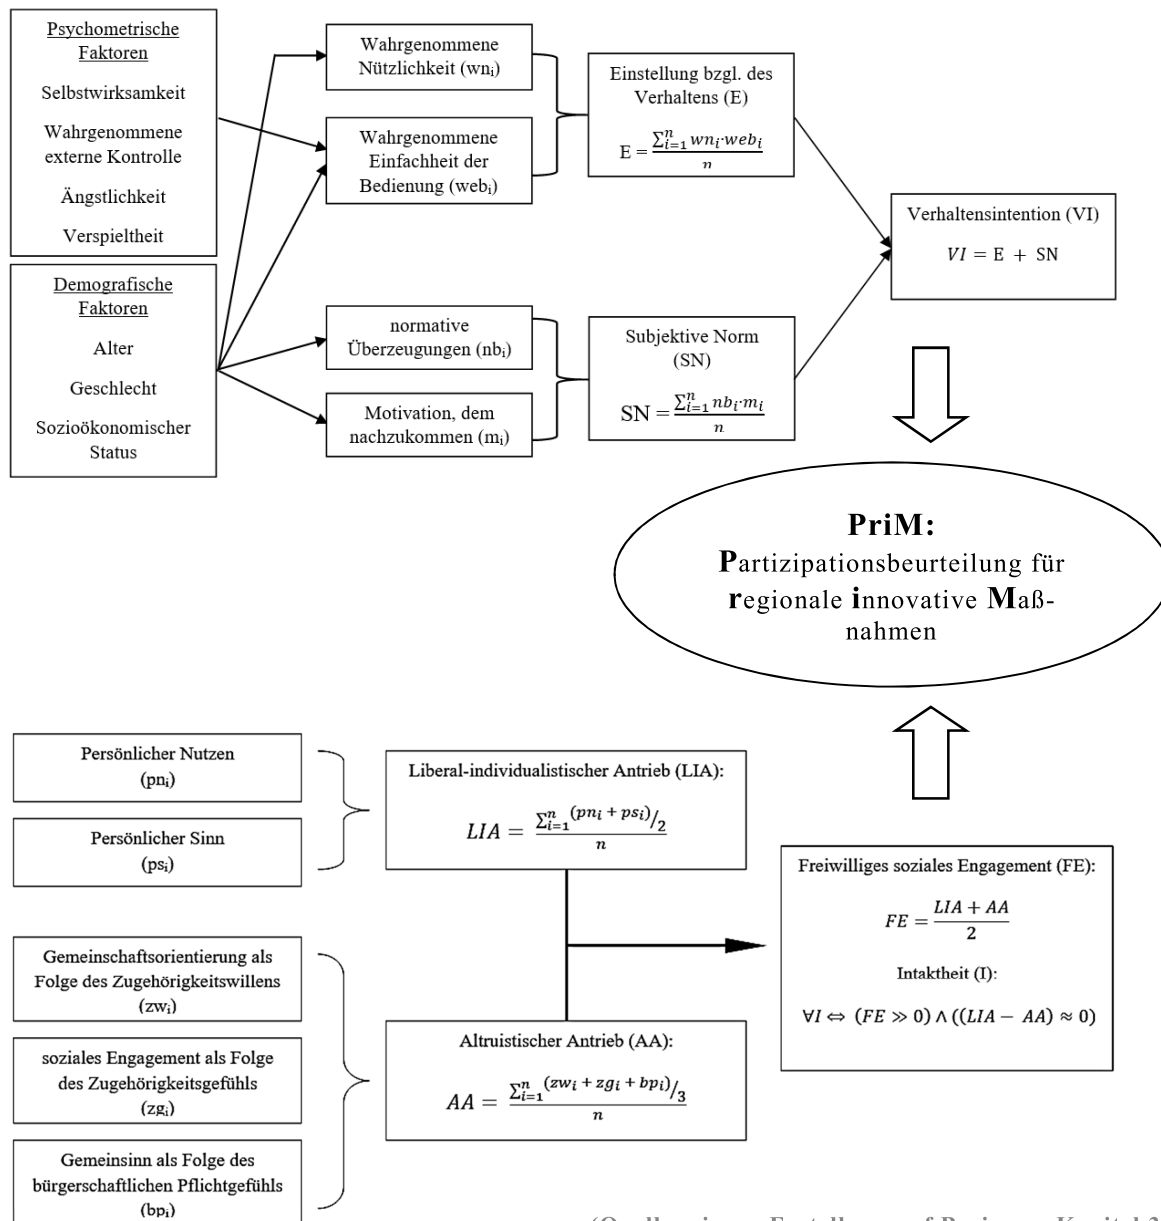 Psychometrische
Faktoren
Selbstwirksamkeit
Wahrgenommene
externe Kontrolle
Ängstlichkeit
Verspieltheit
Demografische
Faktoren
Alter
Geschlecht
Sozioökonomischer
Status
Wahrgenommene
Nützlichkeit (wnᵢ)
Wahrgenommene
Einfachheit der
Bedienung (webᵢ)
normative
Überzeugungen (nbᵢ)
Motivation, dem
nachzukommen (mᵢ)
Einstellung bzgl. des
Verhaltens (E)
E = ∑ⁿᵢ₌₁ wnᵢ·webᵢ / n
Subjektive Norm
(SN)
SN = ∑ⁿᵢ₌₁ nbᵢ·mᵢ / n
Verhaltensintention (VI)
VI = E + SN
PriM:
Partizipationsbeurteilung für
regionale innovative Maß-
nahmen
Persönlicher Nutzen
(pnᵢ)
Persönlicher Sinn
(psᵢ)
Gemeinschaftsorientierung als
Folge des Zugehörigkeitswillens
(zwᵢ)
soziales Engagement als Folge
des Zugehörigkeitsgefühls
(zgᵢ)
Gemeinsinn als Folge des
bürgerschaftlichen Pflichtgefühls
(bpᵢ)
Liberal-individualistischer Antrieb (LIA):
LIA = ∑ⁿᵢ₌₁ (pnᵢ + psᵢ)/2 / n
Altruistischer Antrieb (AA):
AA = ∑ⁿᵢ₌₁ (zwᵢ + zgᵢ + bpᵢ)/3 / n
Freiwilliges soziales Engagement (FE):
FE = LIA + AA / 2
Intaktheit (I):
∀I ⇔ (FE ≫ 0) ∧ ((LIA − AA) ≈ 0)